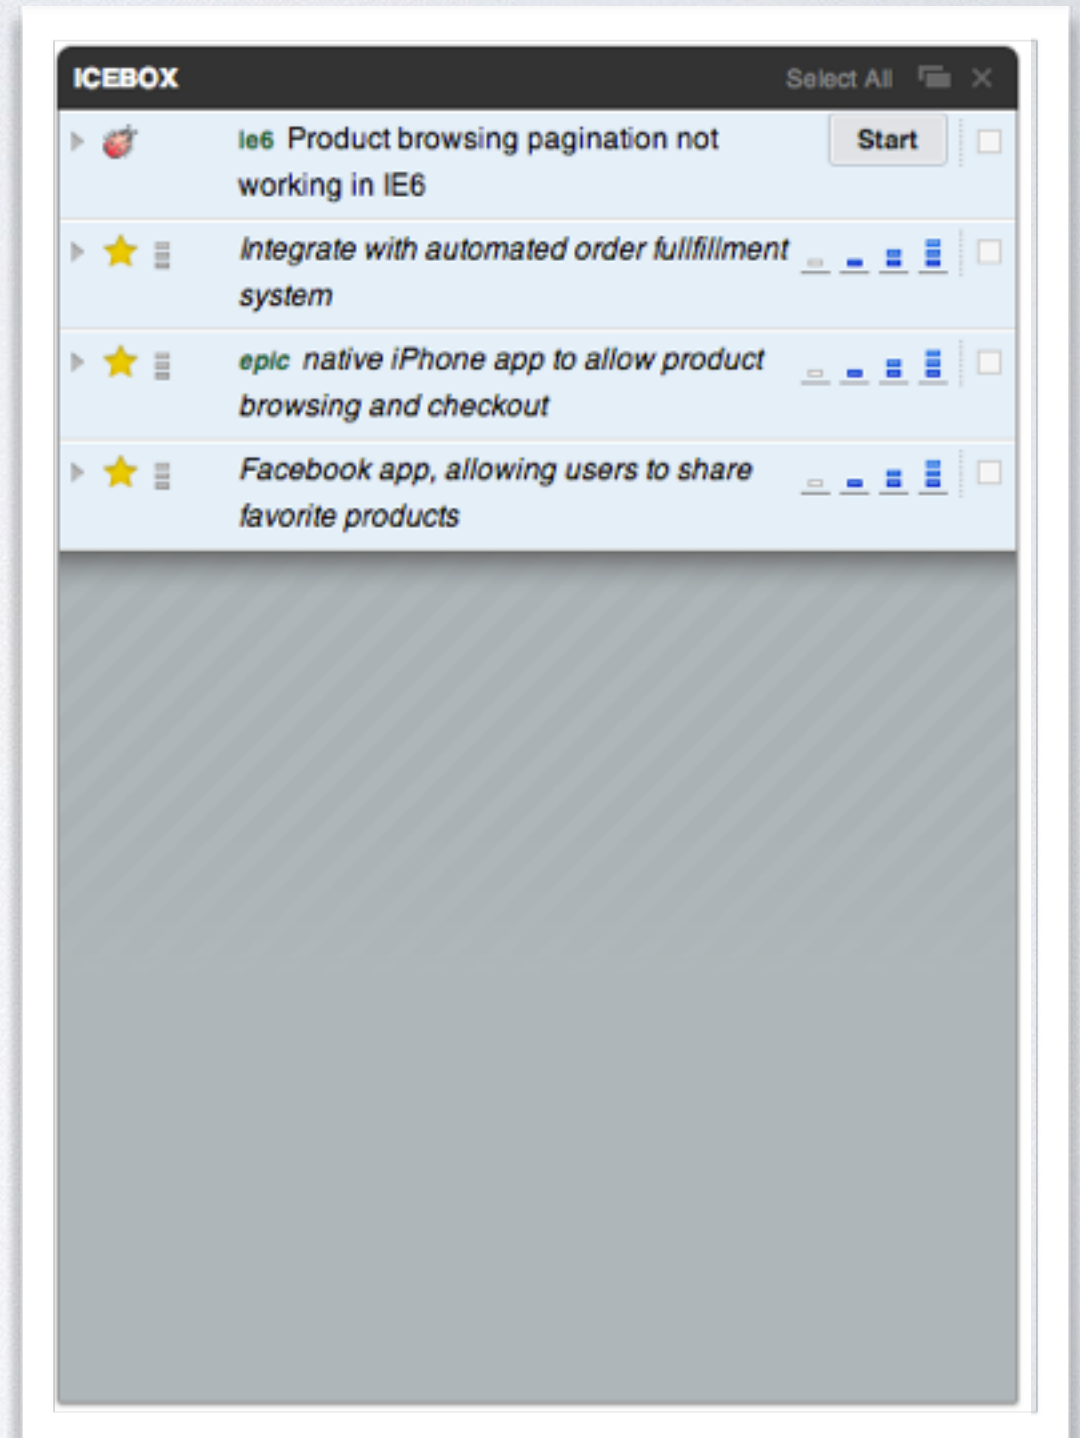 ICEBOX Select All
ie6 Product browsing pagination not Start
working in IE6
Integrate with automated order fullfillment
system
epic native iPhone app to allow product
browsing and checkout
Facebook app, allowing users to share
favorite products